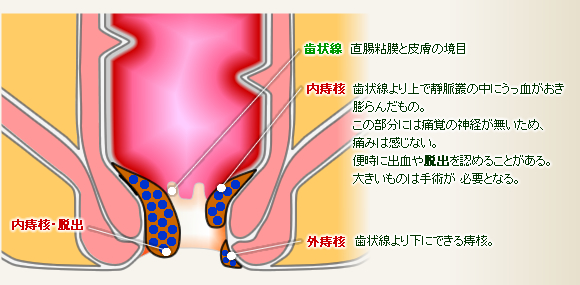 歯状線 直腸粘膜と皮膚の境目
内痔核 歯状線より上で静脈叢の中にうっ血がおき
膨らんだもの。
この部分には痛覚の神経が無いため、
痛みは感じない。
便時に出血や脱出を認めることがある。
大きいものは手術が 必要となる。
内痔核・脱出
外痔核 歯状線より下にできる痔核。